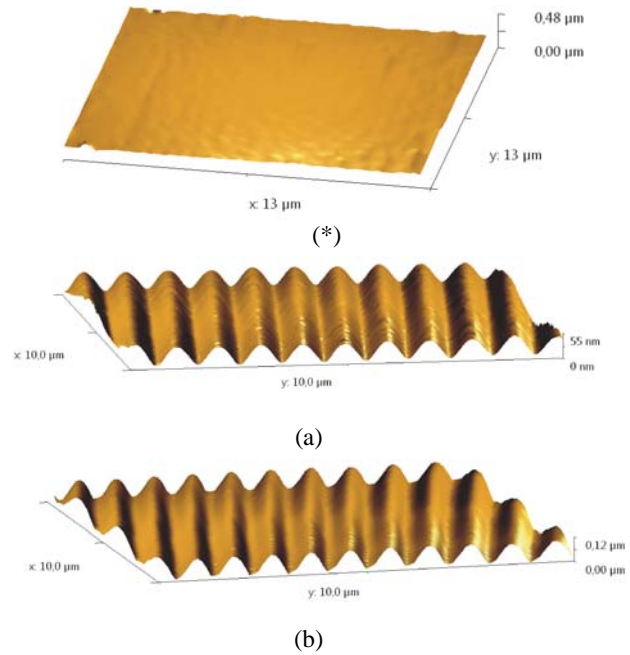 0,48 µm
0,00 µm
y: 13 µm
x: 13 µm
(*)
x: 10,0 µm
55 nm
0 nm
y: 10,0 µm
(a)
0,12 µm
0,00 µm
x: 10,0 µm
y: 10,0 µm
(b)